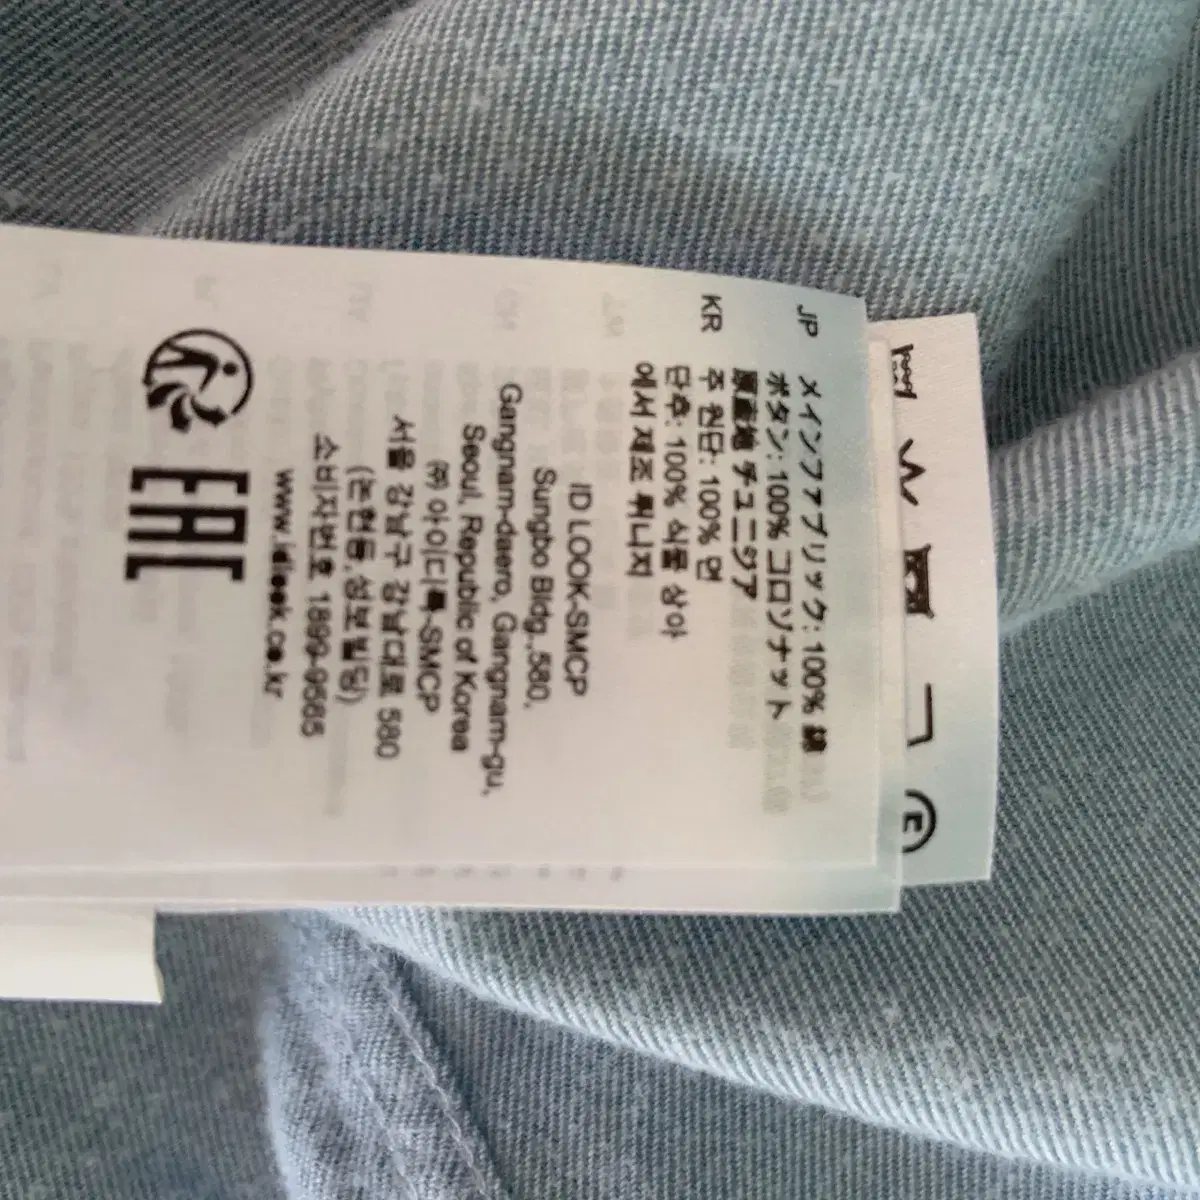 JP
メインファブリック: 100% 綿
ボタン: 100% コロゾナット
原産地 チュニジア
KR
주 원단: 100% 면
단추: 100% 식물 상아
에서 제조 튀니지
ID LOOK-SMCP
Sungbo Bldg.,580,
Gangnam-daero, Gangnam-gu,
Seoul, Republic of Korea
㈜ 아이디룩-SMCP
서울 강남구 강남대로 580
(논현동,성보빌딩)
소비자번호 1899-9585
www.idlook.co.kr
EAC
E